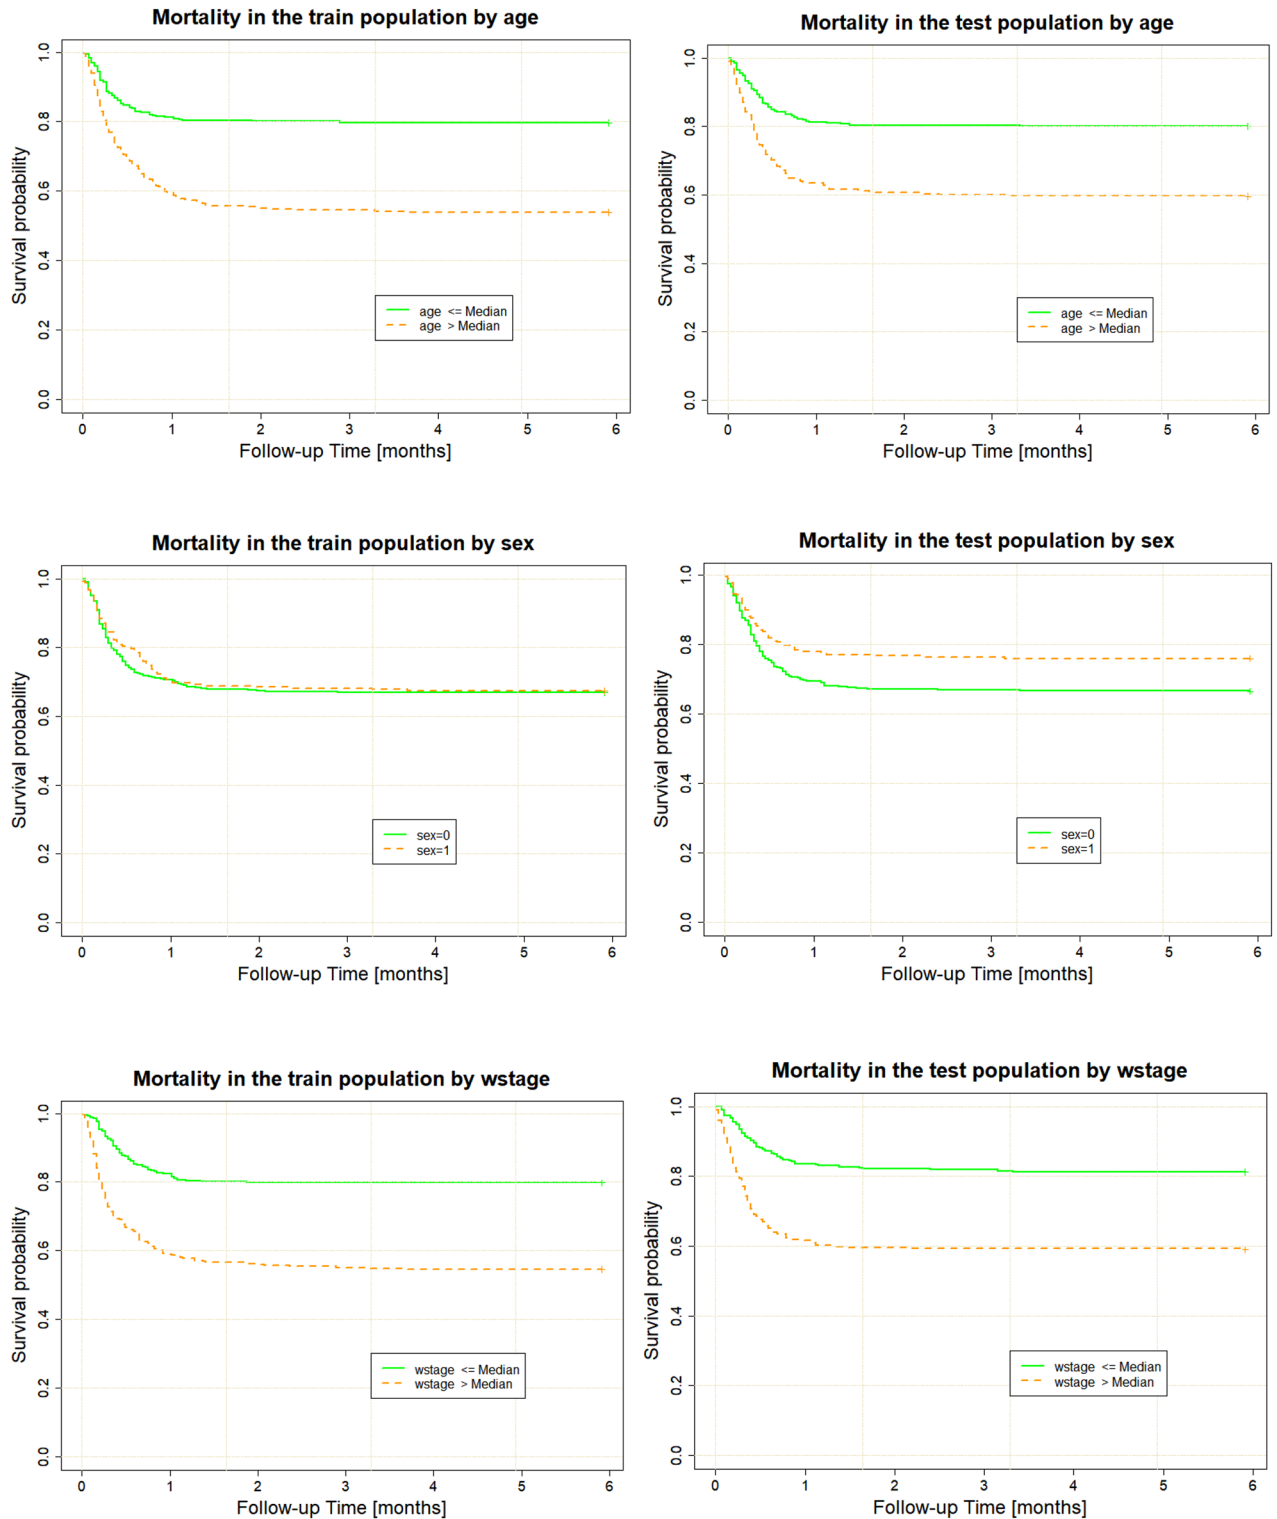 Mortality in the train population by age
Survival probability
1.0
0.8
0.6
0.4
0.2
0.0
age <= Median
age > Median
0 1 2 3 4 5 6
Follow-up Time [months]
Mortality in the test population by age
Survival probability
1.0
0.8
0.6
0.4
0.2
0.0
age <= Median
age > Median
0 1 2 3 4 5 6
Follow-up Time [months]
Mortality in the train population by sex
Survival probability
1.0
0.8
0.6
0.4
0.2
0.0
sex=0
sex=1
0 1 2 3 4 5 6
Follow-up Time [months]
Mortality in the test population by sex
Survival probability
1.0
0.8
0.6
0.4
0.2
0.0
sex=0
sex=1
0 1 2 3 4 5 6
Follow-up Time [months]
Mortality in the train population by wstage
Survival probability
1.0
0.8
0.6
0.4
0.2
0.0
wstage <= Median
wstage > Median
0 1 2 3 4 5 6
Follow-up Time [months]
Mortality in the test population by wstage
Survival probability
1.0
0.8
0.6
0.4
0.2
0.0
wstage <= Median
wstage > Median
0 1 2 3 4 5 6
Follow-up Time [months]